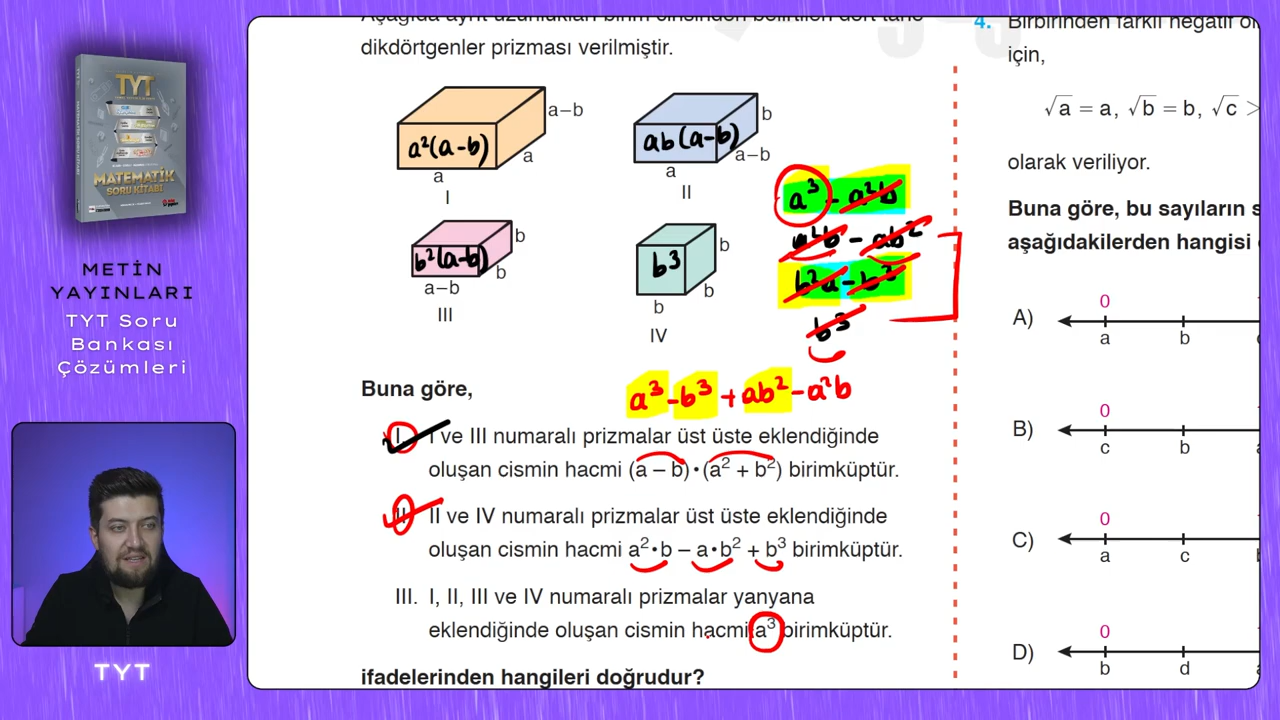 TYT
MATEMATİK
SORU KİTABI
METİN
YAYINLARI
TYT Soru
Bankası
Çözümleri
TYT
dikdörtgenler prizması verilmiştir.
a²(a-b)
a–b
a
a
I
ab(a-b)
b
a–b
a
II
b²(a-b)
b
b
a–b
III
b³
b
b
b
IV
a³ - a²b
a²b - ab²
b²a - b³
b³
Buna göre,
a³ - b³ + ab² - a²b
I. I ve III numaralı prizmalar üst üste eklendiğinde
oluşan cismin hacmi (a – b) • (a² + b²) birimküptür.
II. II ve IV numaralı prizmalar üst üste eklendiğinde
oluşan cismin hacmi a² • b – a • b² + b³ birimküptür.
III. I, II, III ve IV numaralı prizmalar yanyana
eklendiğinde oluşan cismin hacmi a³ birimküptür.
ifadelerinden hangileri doğrudur?
4. Birbirinden farklı negatif
için,
√a = a, √b = b, √c >
olarak veriliyor.
Buna göre, bu sayıların
aşağıdakilerden hangisi
A)
0
a b
B)
0
c b
C)
0
a c
D)
0
b d